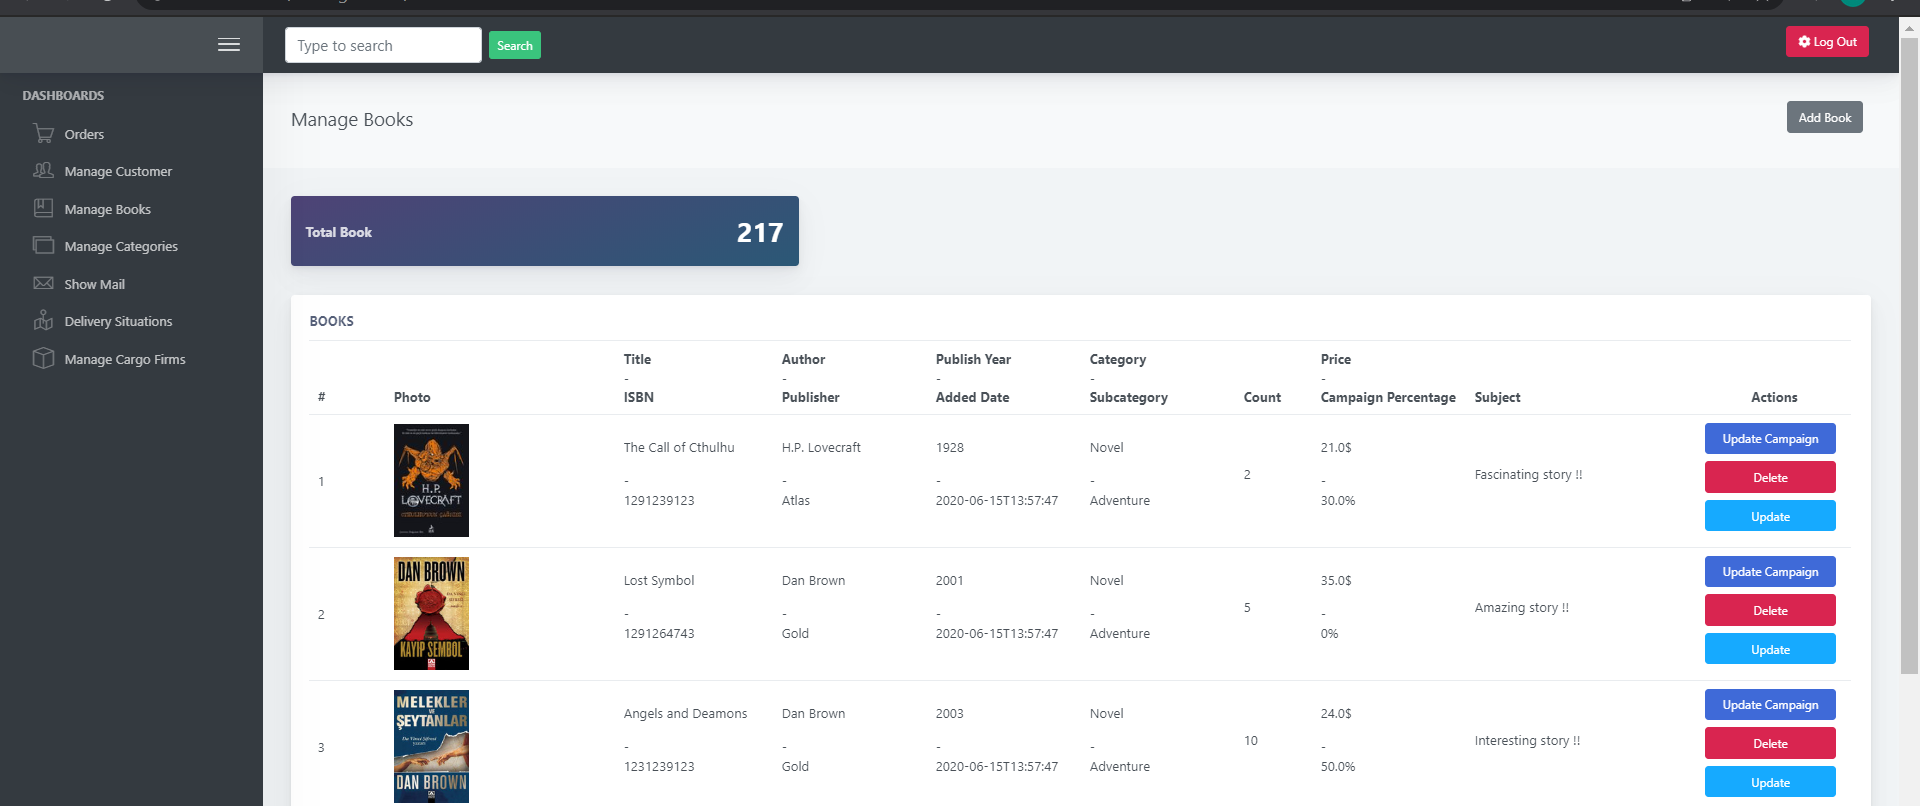 Type to search
Search
Log Out
DASHBOARDS
Orders
Manage Customer
Manage Books
Manage Categories
Show Mail
Delivery Situations
Manage Cargo Firms
Manage Books
Add Book
Total Book
217
BOOKS
Title Author Publish Year Category Price
- - - - -
# Photo ISBN Publisher Added Date Subcategory Count Campaign Percentage Subject Actions
H.P.
LOVECRAFT
1
The Call of Cthulhu H.P. Lovecraft 1928 Novel 21.0$
- - - - -
1291239123 Atlas 2020-06-15T13:57:47 Adventure 30.0%
2
Fascinating story !!
Update Campaign
Delete
Update
DAN BROWN
KAYIP SEMBOL
2
Lost Symbol Dan Brown 2001 Novel 35.0$
- - - - -
1291264743 Gold 2020-06-15T13:57:47 Adventure 0%
5
Amazing story !!
Update Campaign
Delete
Update
MELEKLER
VE
ŞEYTANLAR
DAN BROWN
3
Angels and Deamons Dan Brown 2003 Novel 24.0$
- - - - -
1231239123 Gold 2020-06-15T13:57:47 Adventure 50.0%
10
Interesting story !!
Update Campaign
Delete
Update